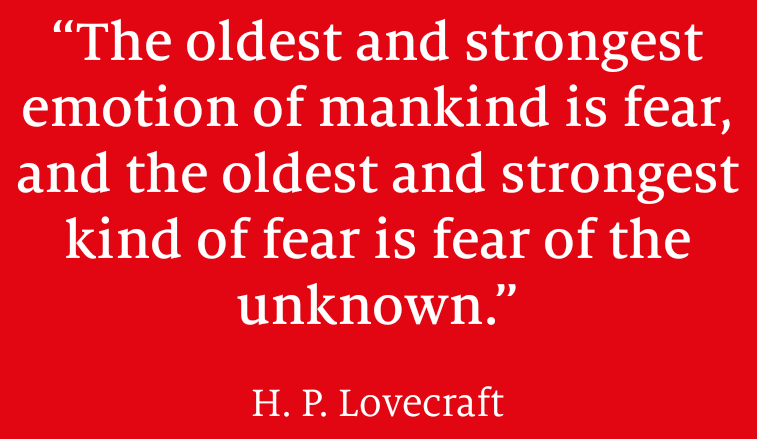 “The oldest and strongest
emotion of mankind is fear,
and the oldest and strongest
kind of fear is fear of the
unknown.”
H. P. Lovecraft